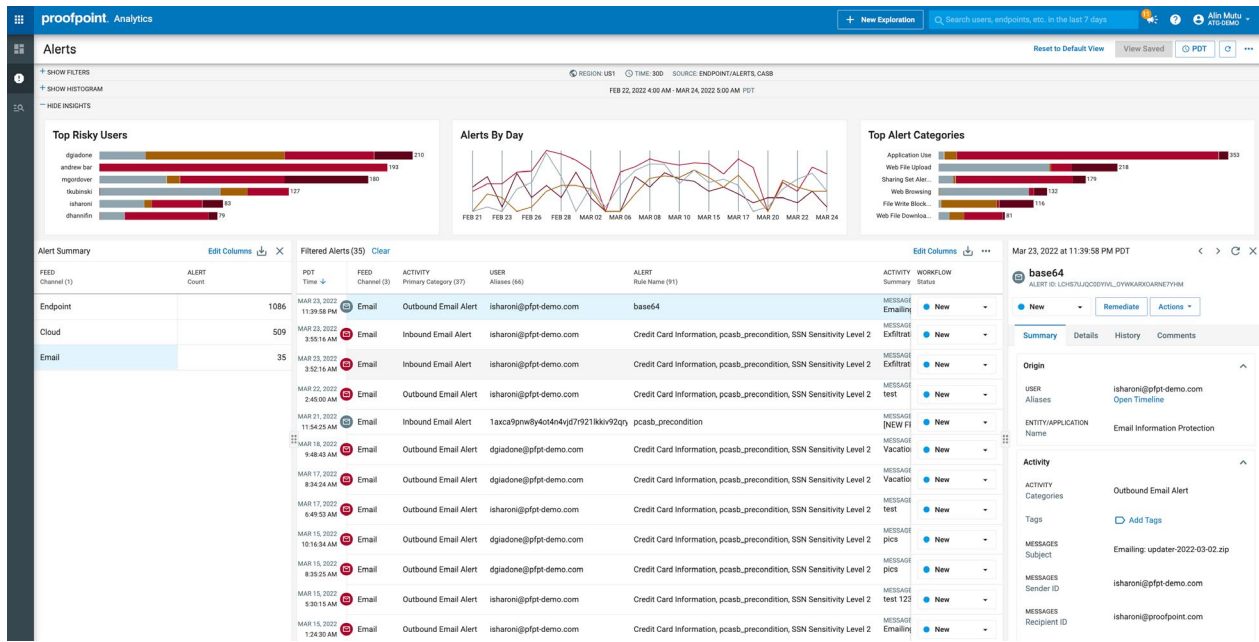 proofpoint. Analytics
+ New Exploration
Search users, endpoints, etc. in the last 7 days
11
Alin Mutu
ATG-DEMO
Alerts
Reset to Default View
View Saved
PDT
+ SHOW FILTERS
REGION: US1 TIME: 30D SOURCE: ENDPOINT/ALERTS, CASB
+ SHOW HISTOGRAM
FEB 22, 2022 4:00 AM - MAR 24, 2022 5:00 AM PDT
− HIDE INSIGHTS
Top Risky Users
dgiadone 210
andrew bar 193
mgordover 180
tkubinski 127
isharoni 83
dhannifin 79
Alerts By Day
FEB 21 FEB 23 FEB 26 FEB 28 MAR 02 MAR 06 MAR 08 MAR 10 MAR 15 MAR 17 MAR 20 MAR 22 MAR 24
Top Alert Categories
Application Use 353
Web File Upload 218
Sharing Set Aler... 179
Web Browsing 132
File Write Block... 116
Web File Downloa... 81
Alert Summary Edit Columns
FEED ALERT
Channel (1) Count
Endpoint 1086
Cloud 509
Email 35
Filtered Alerts (35) Clear Edit Columns
PDT FEED ACTIVITY USER ALERT ACTIVITY WORKFLOW
Time Channel (3) Primary Category (37) Aliases (66) Rule Name (91) Summary Status
MAR 23, 2022 MESSAGE
11:39:58 PM Email Outbound Email Alert isharoni@pfpt-demo.com base64 Emailing New
MAR 23, 2022 MESSAGE
3:55:16 AM Email Inbound Email Alert isharoni@pfpt-demo.com Credit Card Information, pcasb_precondition, SSN Sensitivity Level 2 Exfiltrati New
MAR 23, 2022 MESSAGE
3:52:16 AM Email Inbound Email Alert isharoni@pfpt-demo.com Credit Card Information, pcasb_precondition, SSN Sensitivity Level 2 Exfiltrati New
MAR 22, 2022 MESSAGE
2:45:00 AM Email Outbound Email Alert isharoni@pfpt-demo.com Credit Card Information, pcasb_precondition, SSN Sensitivity Level 2 test New
MAR 21, 2022 MESSAGE
11:54:25 AM Email Inbound Email Alert pcasb_precondition [NEW FI New
MAR 18, 2022 MESSAGE
9:48:43 AM Email Outbound Email Alert dgiadone@pfpt-demo.com Credit Card Information, pcasb_precondition, SSN Sensitivity Level 2 Vacation New
MAR 17, 2022 MESSAGE
8:34:24 AM Email Outbound Email Alert dgiadone@pfpt-demo.com Credit Card Information, pcasb_precondition, SSN Sensitivity Level 2 Vacation New
MAR 17, 2022 MESSAGE
6:49:53 AM Email Outbound Email Alert isharoni@pfpt-demo.com Credit Card Information, pcasb_precondition, SSN Sensitivity Level 2 test New
MAR 15, 2022 MESSAGE
10:16:34 AM Email Outbound Email Alert dgiadone@pfpt-demo.com Credit Card Information, pcasb_precondition, SSN Sensitivity Level 2 pics New
MAR 15, 2022 MESSAGE
8:35:25 AM Email Outbound Email Alert dgiadone@pfpt-demo.com Credit Card Information, pcasb_precondition, SSN Sensitivity Level 2 pics New
MAR 15, 2022 MESSAGE
5:30:15 AM Email Outbound Email Alert isharoni@pfpt-demo.com Credit Card Information, pcasb_precondition, SSN Sensitivity Level 2 test 123 New
MAR 15, 2022 MESSAGE
1:24:30 AM Email Outbound Email Alert isharoni@pfpt-demo.com Credit Card Information, pcasb_precondition, SSN Sensitivity Level 2 Emailing New
Mar 23, 2022 at 11:39:58 PM PDT
base64
ALERT ID:
New Remediate Actions
Summary Details History Comments
Origin
USER
Aliases
isharoni@pfpt-demo.com
Open Timeline
ENTITY/APPLICATION
Name
Email Information Protection
Activity
ACTIVITY
Categories
Outbound Email Alert
Tags Add Tags
MESSAGES
Subject
Emailing: updater-2022-03-02.zip
MESSAGES
Sender ID
isharoni@pfpt-demo.com
MESSAGES
Recipient ID
isharoni@proofpoint.com